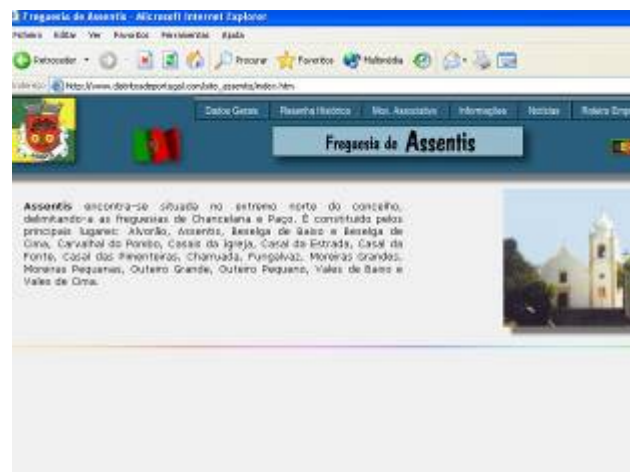 Freguesia de Assentis - Microsoft Internet Explorer
Ficheiro Editar Ver Favoritos Ferramentas Ajuda
Retroceder Procurar Favoritos Multimédia
Dados Gerais Resenha Histórica Mov. Associativo Informações Notícias Roteiro Emp
Freguesia de Assentis
Assentis encontra-se situada no extremo norte do concelho,
delimitando-a as freguesias de Chancelaria e Paço. É constituída pelos
principais lugares: Alvorão, Assentis, Beselga de Baixo e Beselga de
Cima, Carvalhal do Pombo, Casais da Igreja, Casal da Estrada, Casal da
Fonte, Casal das Pimenteiras, Charruada, Fungalvaz, Moreiras Grandes,
Moreiras Pequenas, Outeiro Grande, Outeiro Pequeno, Vales de Baixo e
Vales de Cima.